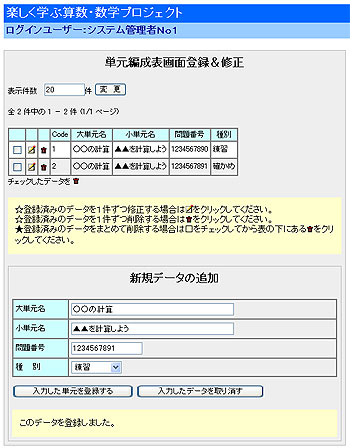 楽しく学ぶ算数・数学プロジェクト
ログインユーザー：システム管理者No1
単元編成表画面登録＆修正
表示件数 20 件 変 更
全 2 件中の 1 － 2 件 (1/1 ページ)
Code 大単元名 小単元名 問題番号 種別
1 〇〇の計算 ▲▲を計算しよう 1234567890 練習
2 〇〇の計算 ▲▲を計算しよう 1234567891 確かめ
チェックしたデータを
☆登録済みのデータを1件ずつ修正する場合は をクリックしてください。
☆登録済みのデータを1件ずつ削除する場合は をクリックしてください。
★登録済みのデータをまとめて削除する場合は□をチェックしてから表の下にある をクリックしてください。
新規データの追加
大単元名 〇〇の計算
小単元名 ▲▲を計算しよう
問題番号 1234567891
種 別 練習
入力した単元を登録する 入力したデータを取り消す
このデータを登録しました。